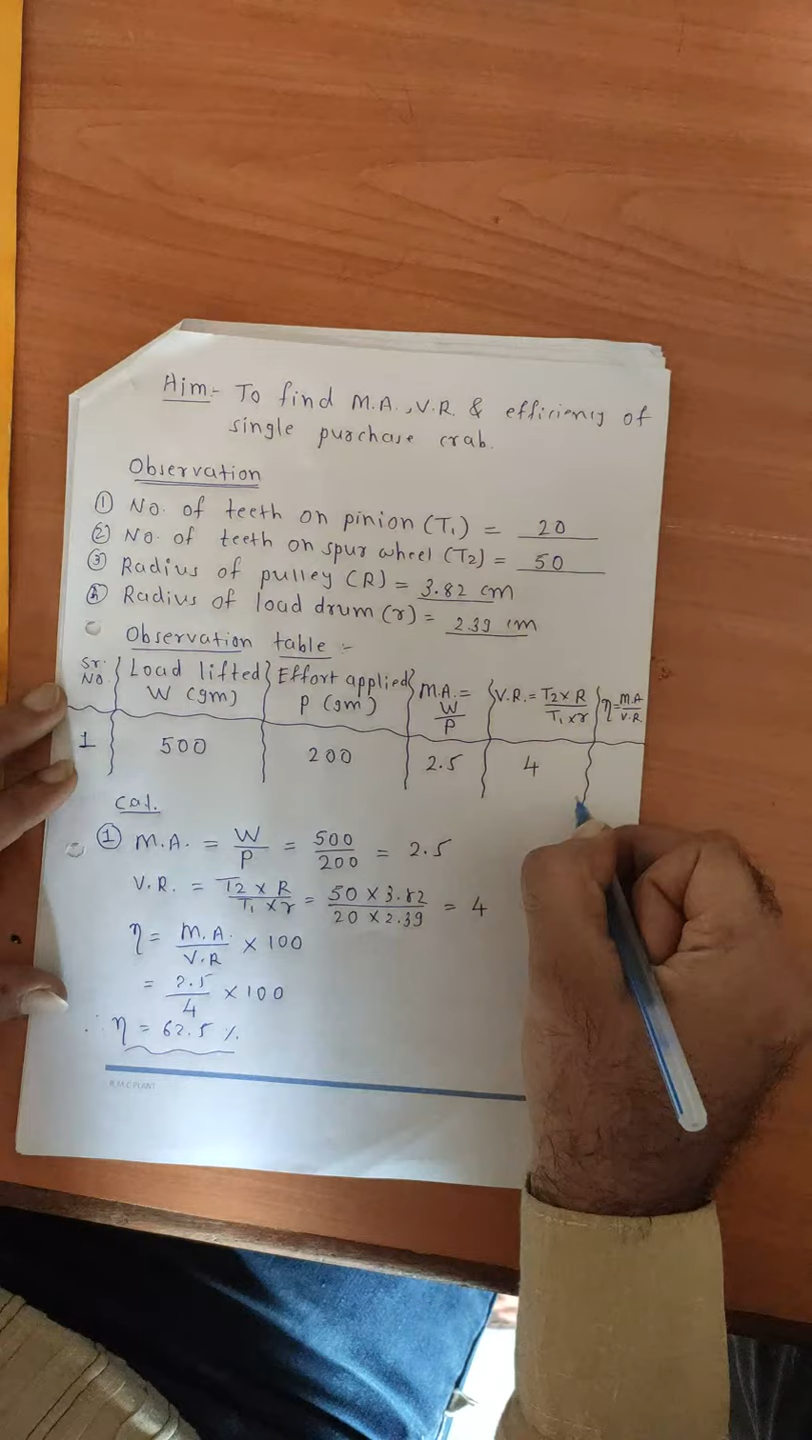 Aim:- To find M.A., V.R. & efficiency of
single purchase crab.
Observation
① No. of teeth on pinion (T₁) = 20
② No. of teeth on spur wheel (T2) = 50
③ Radius of pulley (R) = 3.82 cm
④ Radius of load drum (r) = 2.39 cm
Observation table :-
Sr. No. Load lifted W (gm) Effort applied P (gm) M.A. = W/P V.R. = T2 x R / T₁ x r η = M.A / V.R
1 500 200 2.5 4
Cal.
① M.A. = W/P = 500/200 = 2.5
V.R. = T2 x R / T₁ x r = 50 x 3.82 / 20 x 2.39 = 4
η = M.A. / V.R x 100
= 2.5/4 x 100
∴ η = 62.5 %.
R.M.C PLANT